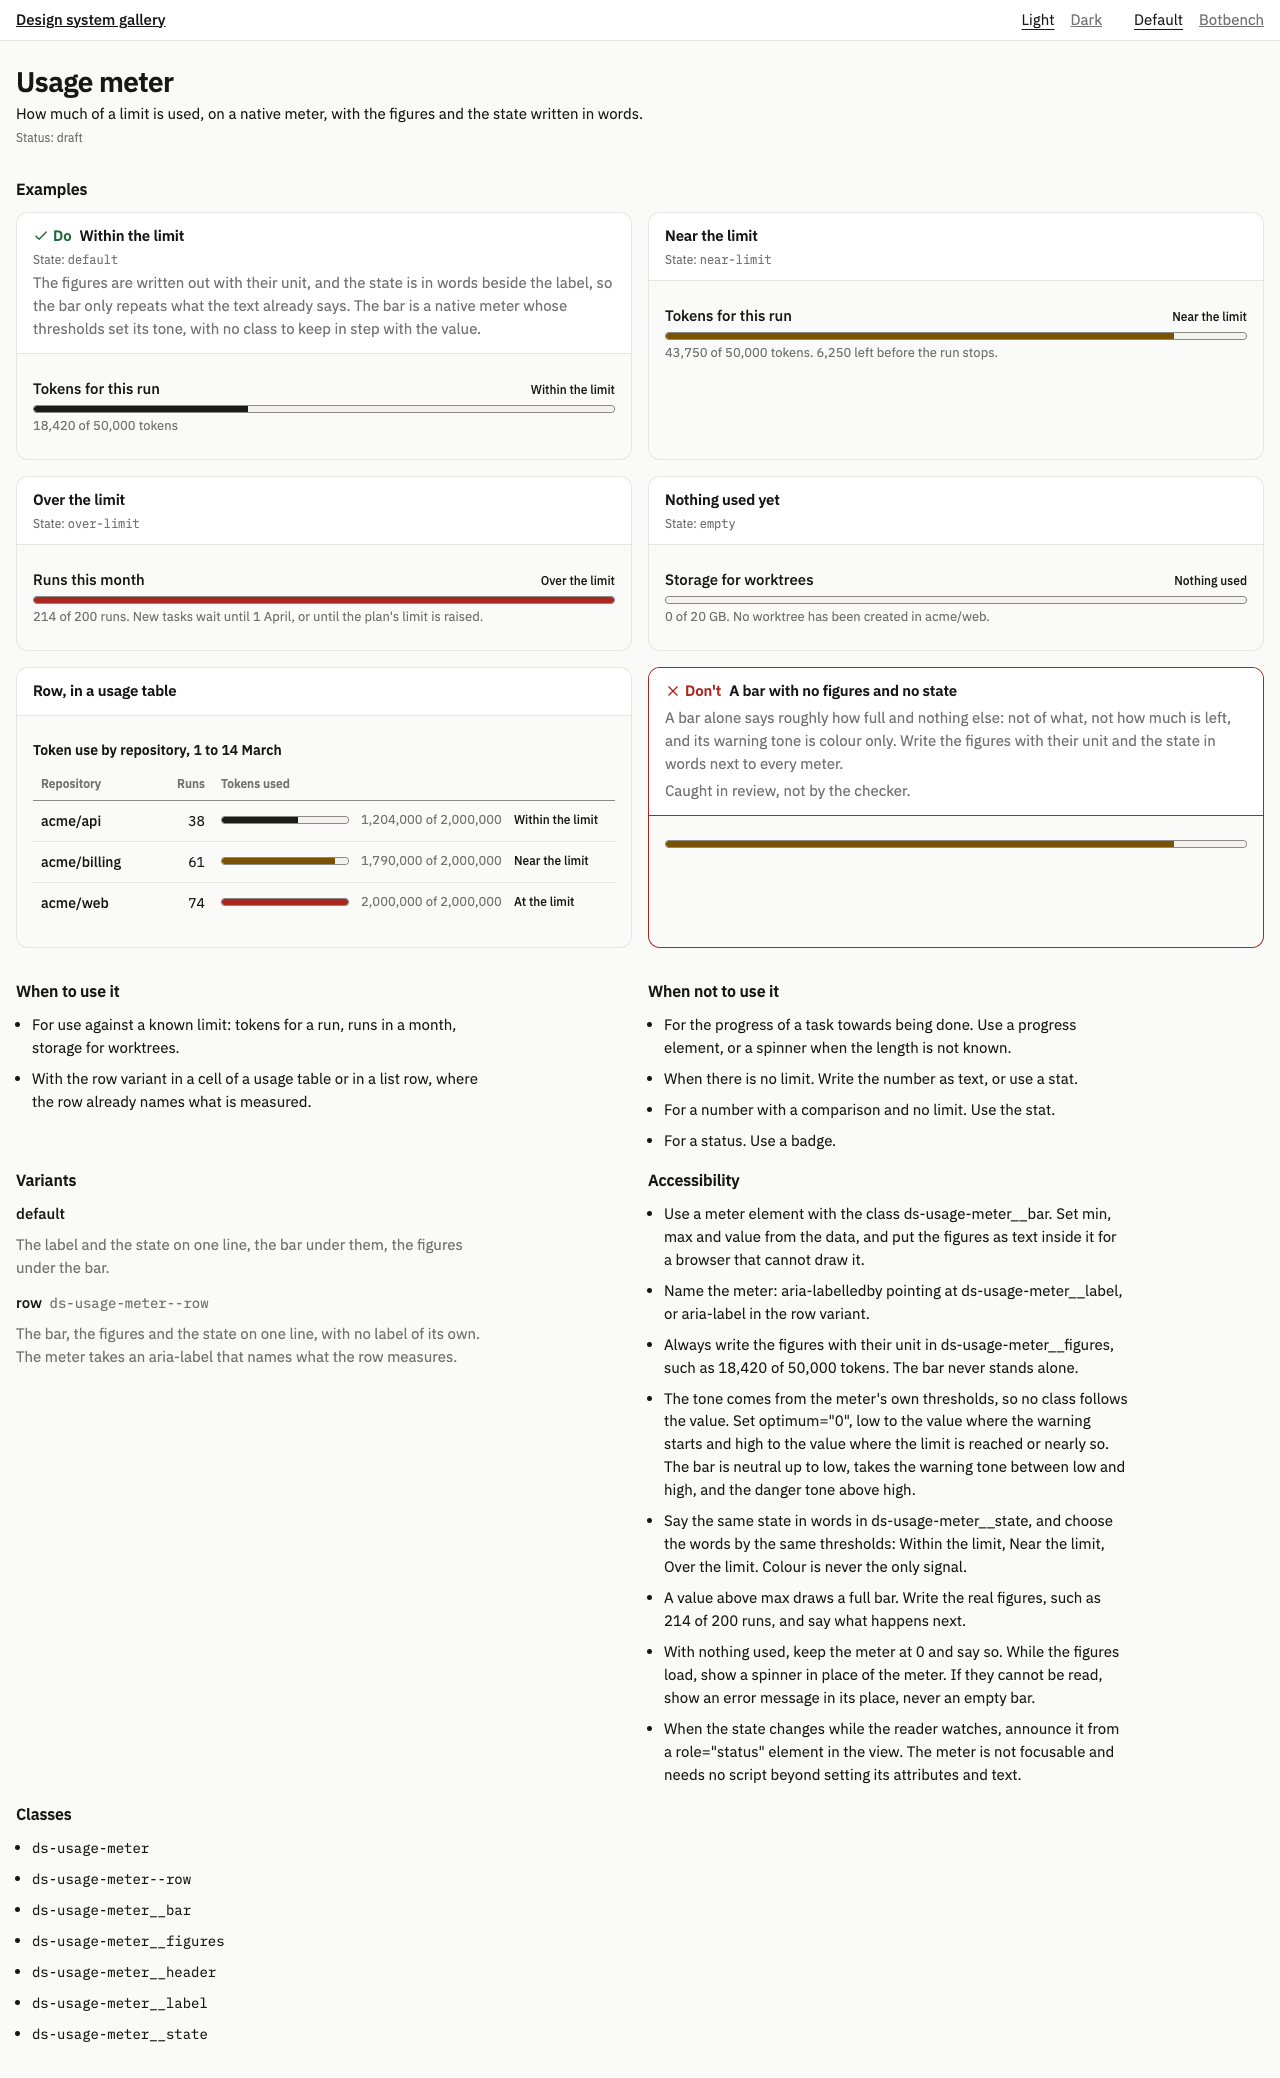 Design system gallery
Light Dark Default Botbench
Usage meter
How much of a limit is used, on a native meter, with the figures and the state written in words.
Status: draft
Examples
Do Within the limit
State: default
The figures are written out with their unit, and the state is in words beside the label, so
the bar only repeats what the text already says. The bar is a native meter whose
thresholds set its tone, with no class to keep in step with the value.
Tokens for this run Within the limit
18,420 of 50,000 tokens
Near the limit
State: near-limit
Tokens for this run Near the limit
43,750 of 50,000 tokens. 6,250 left before the run stops.
Over the limit
State: over-limit
Runs this month Over the limit
214 of 200 runs. New tasks wait until 1 April, or until the plan's limit is raised.
Nothing used yet
State: empty
Storage for worktrees Nothing used
0 of 20 GB. No worktree has been created in acme/web.
Row, in a usage table
Token use by repository, 1 to 14 March
Repository Runs Tokens used
acme/api 38 1,204,000 of 2,000,000 Within the limit
acme/billing 61 1,790,000 of 2,000,000 Near the limit
acme/web 74 2,000,000 of 2,000,000 At the limit
Don't A bar with no figures and no state
A bar alone says roughly how full and nothing else: not of what, not how much is left,
and its warning tone is colour only. Write the figures with their unit and the state in
words next to every meter.
Caught in review, not by the checker.
When to use it
For use against a known limit: tokens for a run, runs in a month,
storage for worktrees.
With the row variant in a cell of a usage table or in a list row, where
the row already names what is measured.
When not to use it
For the progress of a task towards being done. Use a progress
element, or a spinner when the length is not known.
When there is no limit. Write the number as text, or use a stat.
For a number with a comparison and no limit. Use the stat.
For a status. Use a badge.
Variants
default
The label and the state on one line, the bar under them, the figures
under the bar.
row ds-usage-meter--row
The bar, the figures and the state on one line, with no label of its own.
The meter takes an aria-label that names what the row measures.
Accessibility
Use a meter element with the class ds-usage-meter__bar. Set min,
max and value from the data, and put the figures as text inside it for
a browser that cannot draw it.
Name the meter: aria-labelledby pointing at ds-usage-meter__label,
or aria-label in the row variant.
Always write the figures with their unit in ds-usage-meter__figures,
such as 18,420 of 50,000 tokens. The bar never stands alone.
The tone comes from the meter's own thresholds, so no class follows
the value. Set optimum="0", low to the value where the warning
starts and high to the value where the limit is reached or nearly so.
The bar is neutral up to low, takes the warning tone between low and
high, and the danger tone above high.
Say the same state in words in ds-usage-meter__state, and choose
the words by the same thresholds: Within the limit, Near the limit,
Over the limit. Colour is never the only signal.
A value above max draws a full bar. Write the real figures, such as
214 of 200 runs, and say what happens next.
With nothing used, keep the meter at 0 and say so. While the figures
load, show a spinner in place of the meter. If they cannot be read,
show an error message in its place, never an empty bar.
When the state changes while the reader watches, announce it from
a role="status" element in the view. The meter is not focusable and
needs no script beyond setting its attributes and text.
Classes
ds-usage-meter
ds-usage-meter--row
ds-usage-meter__bar
ds-usage-meter__figures
ds-usage-meter__header
ds-usage-meter__label
ds-usage-meter__state